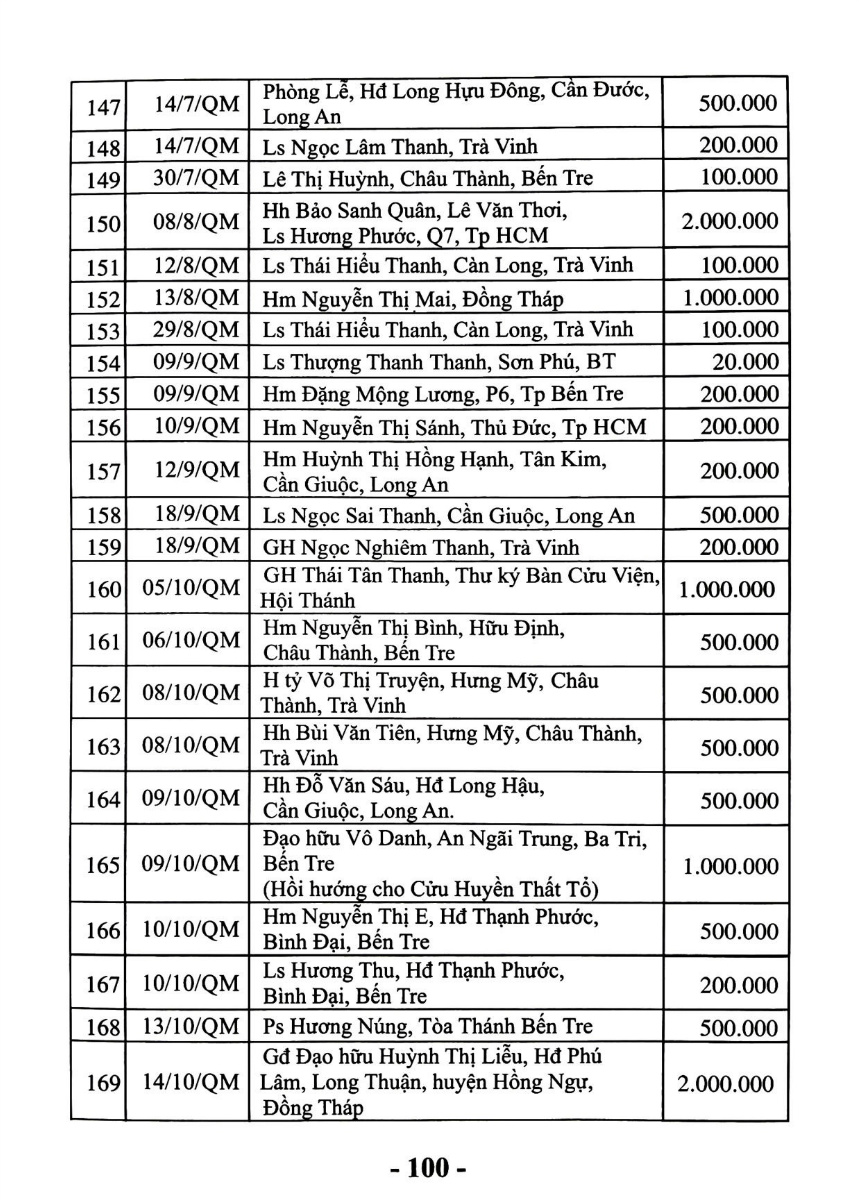 147 14/7/QM Phòng Lễ, Hđ Long Hựu Đông, Cần Đước, 500.000
Long An
148 14/7/QM Ls Ngọc Lâm Thanh, Trà Vinh 200.000
149 30/7/QM Lê Thị Huỳnh, Châu Thành, Bến Tre 100.000
150 08/8/QM Hh Bảo Sanh Quân, Lê Văn Thơi, 2.000.000
Ls Hương Phước, Q7, Tp HCM
151 12/8/QM Ls Thái Hiểu Thanh, Càn Long, Trà Vinh 100.000
152 13/8/QM Hm Nguyễn Thị Mai, Đồng Tháp 1.000.000
153 29/8/QM Ls Thái Hiểu Thanh, Càn Long, Trà Vinh 100.000
154 09/9/QM Ls Thượng Thanh Thanh, Sơn Phú, BT 20.000
155 09/9/QM Hm Đặng Mộng Lương, P6, Tp Bến Tre 200.000
156 10/9/QM Hm Nguyễn Thị Sánh, Thủ Đức, Tp HCM 200.000
157 12/9/QM Hm Huỳnh Thị Hồng Hạnh, Tân Kim, 200.000
Cần Giuộc, Long An
158 18/9/QM Ls Ngọc Sai Thanh, Cần Giuộc, Long An 500.000
159 18/9/QM GH Ngọc Nghiêm Thanh, Trà Vinh 200.000
160 05/10/QM GH Thái Tân Thanh, Thư ký Bàn Cửu Viện, 1.000.000
Hội Thánh
161 06/10/QM Hm Nguyễn Thị Bình, Hữu Định, 500.000
Châu Thành, Bến Tre
162 08/10/QM H tỷ Võ Thị Truyện, Hưng Mỹ, Châu 500.000
Thành, Trà Vinh
163 08/10/QM Hh Bùi Văn Tiên, Hưng Mỹ, Châu Thành, 500.000
Trà Vinh
164 09/10/QM Hh Đỗ Văn Sáu, Hđ Long Hậu, 500.000
Cần Giuộc, Long An.
165 09/10/QM Đạo hữu Vô Danh, An Ngãi Trung, Ba Tri, 1.000.000
Bến Tre
(Hồi hướng cho Cửu Huyền Thất Tổ)
166 10/10/QM Hm Nguyễn Thị E, Hđ Thạnh Phước, 500.000
Bình Đại, Bến Tre
167 10/10/QM Ls Hương Thu, Hđ Thạnh Phước, 200.000
Bình Đại, Bến Tre
168 13/10/QM Ps Hương Núng, Tòa Thánh Bến Tre 500.000
169 14/10/QM Gđ Đạo hữu Huỳnh Thị Liễu, Hđ Phú 2.000.000
Lâm, Long Thuận, huyện Hồng Ngự,
Đồng Tháp
- 100 -